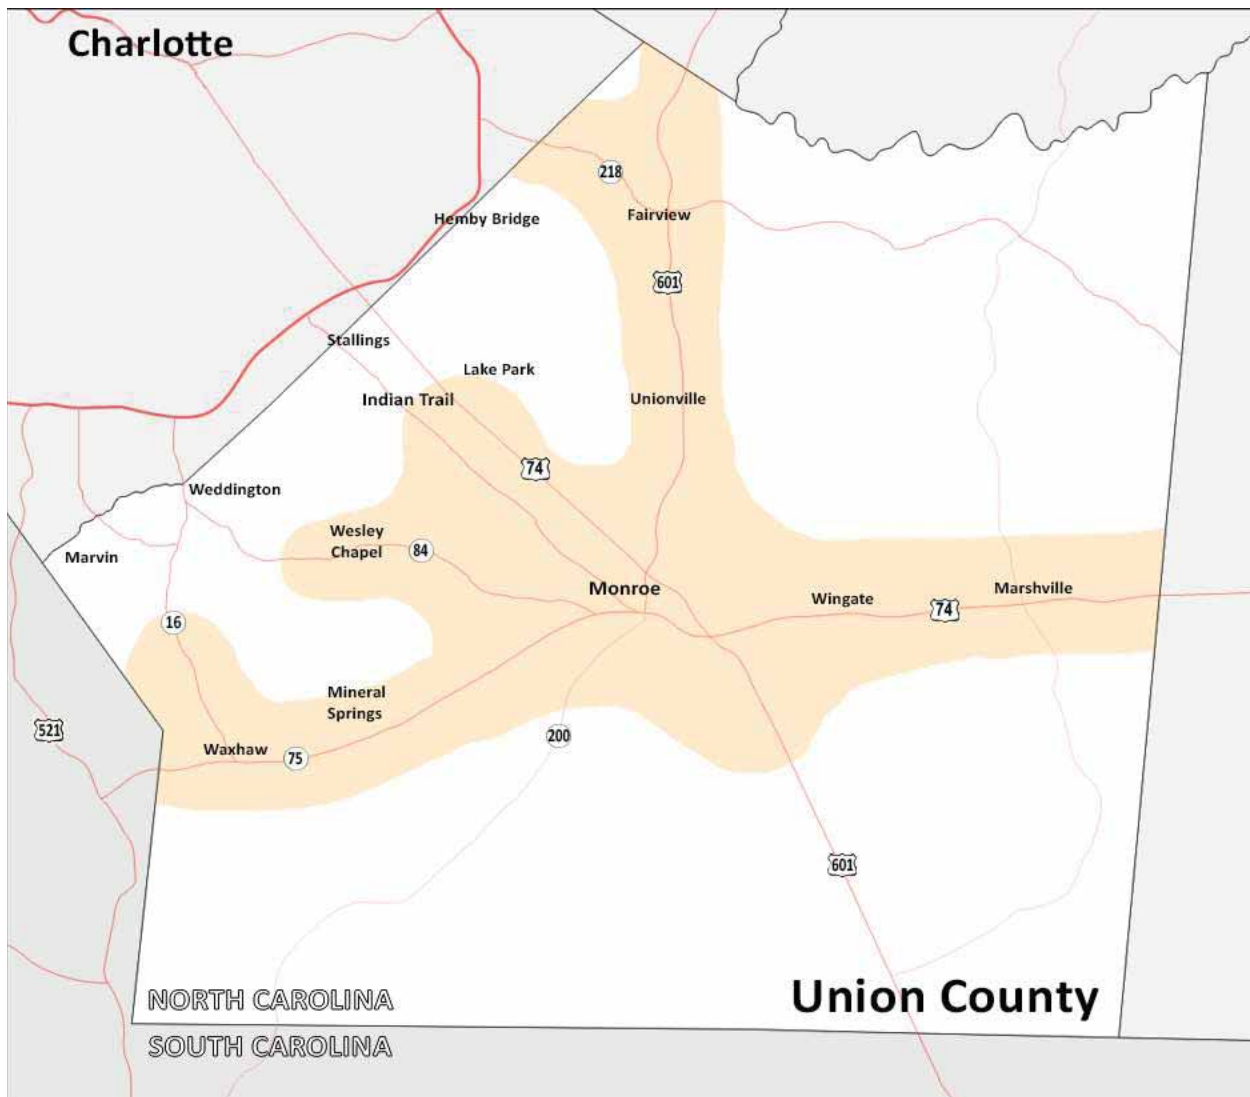 Charlotte
218
Hemby Bridge
Fairview
601
Stallings
Lake Park
Indian Trail
Unionville
74
Weddington
Wesley
Chapel
84
Marvin
Monroe
Wingate
74
Marshville
16
Mineral
Springs
521
Waxhaw
75
200
601
NORTH CAROLINA
Union County
SOUTH CAROLINA